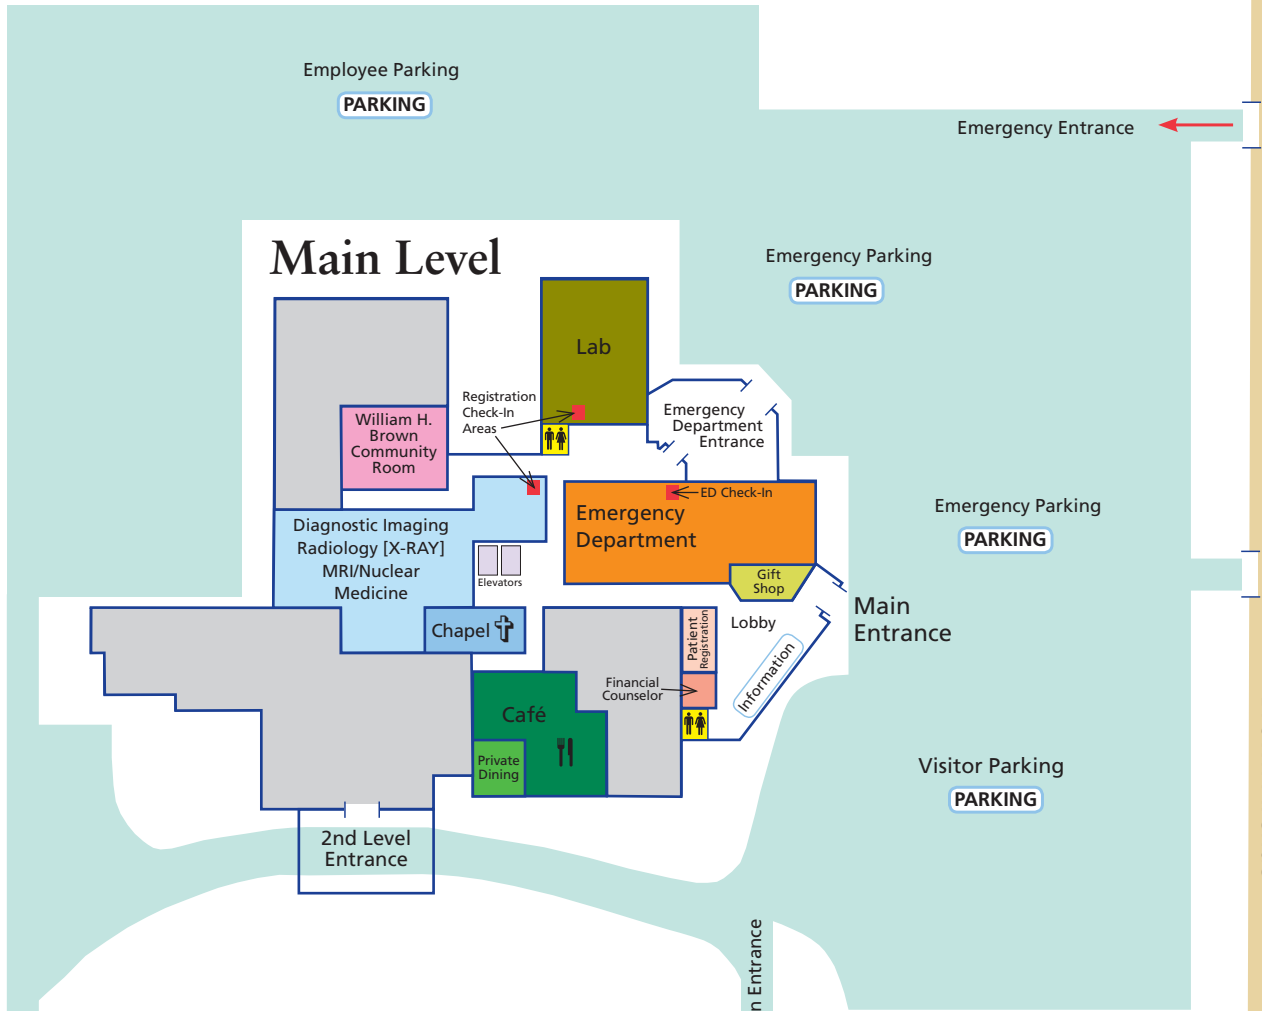 Employee Parking
PARKING
Emergency Entrance
Main Level
Emergency Parking
PARKING
Lab
Registration
Check-In
Areas
Emergency
Department
Entrance
William H.
Brown
Community
Room
ED Check-In
Emergency
Department
Emergency Parking
PARKING
Diagnostic Imaging
Radiology [X-RAY]
MRI/Nuclear
Medicine
Elevators
Gift
Shop
Main
Entrance
Chapel
Patient
Registration
Lobby
Information
Financial
Counselor
Café
Private
Dining
Visitor Parking
PARKING
2nd Level
Entrance
n Entrance